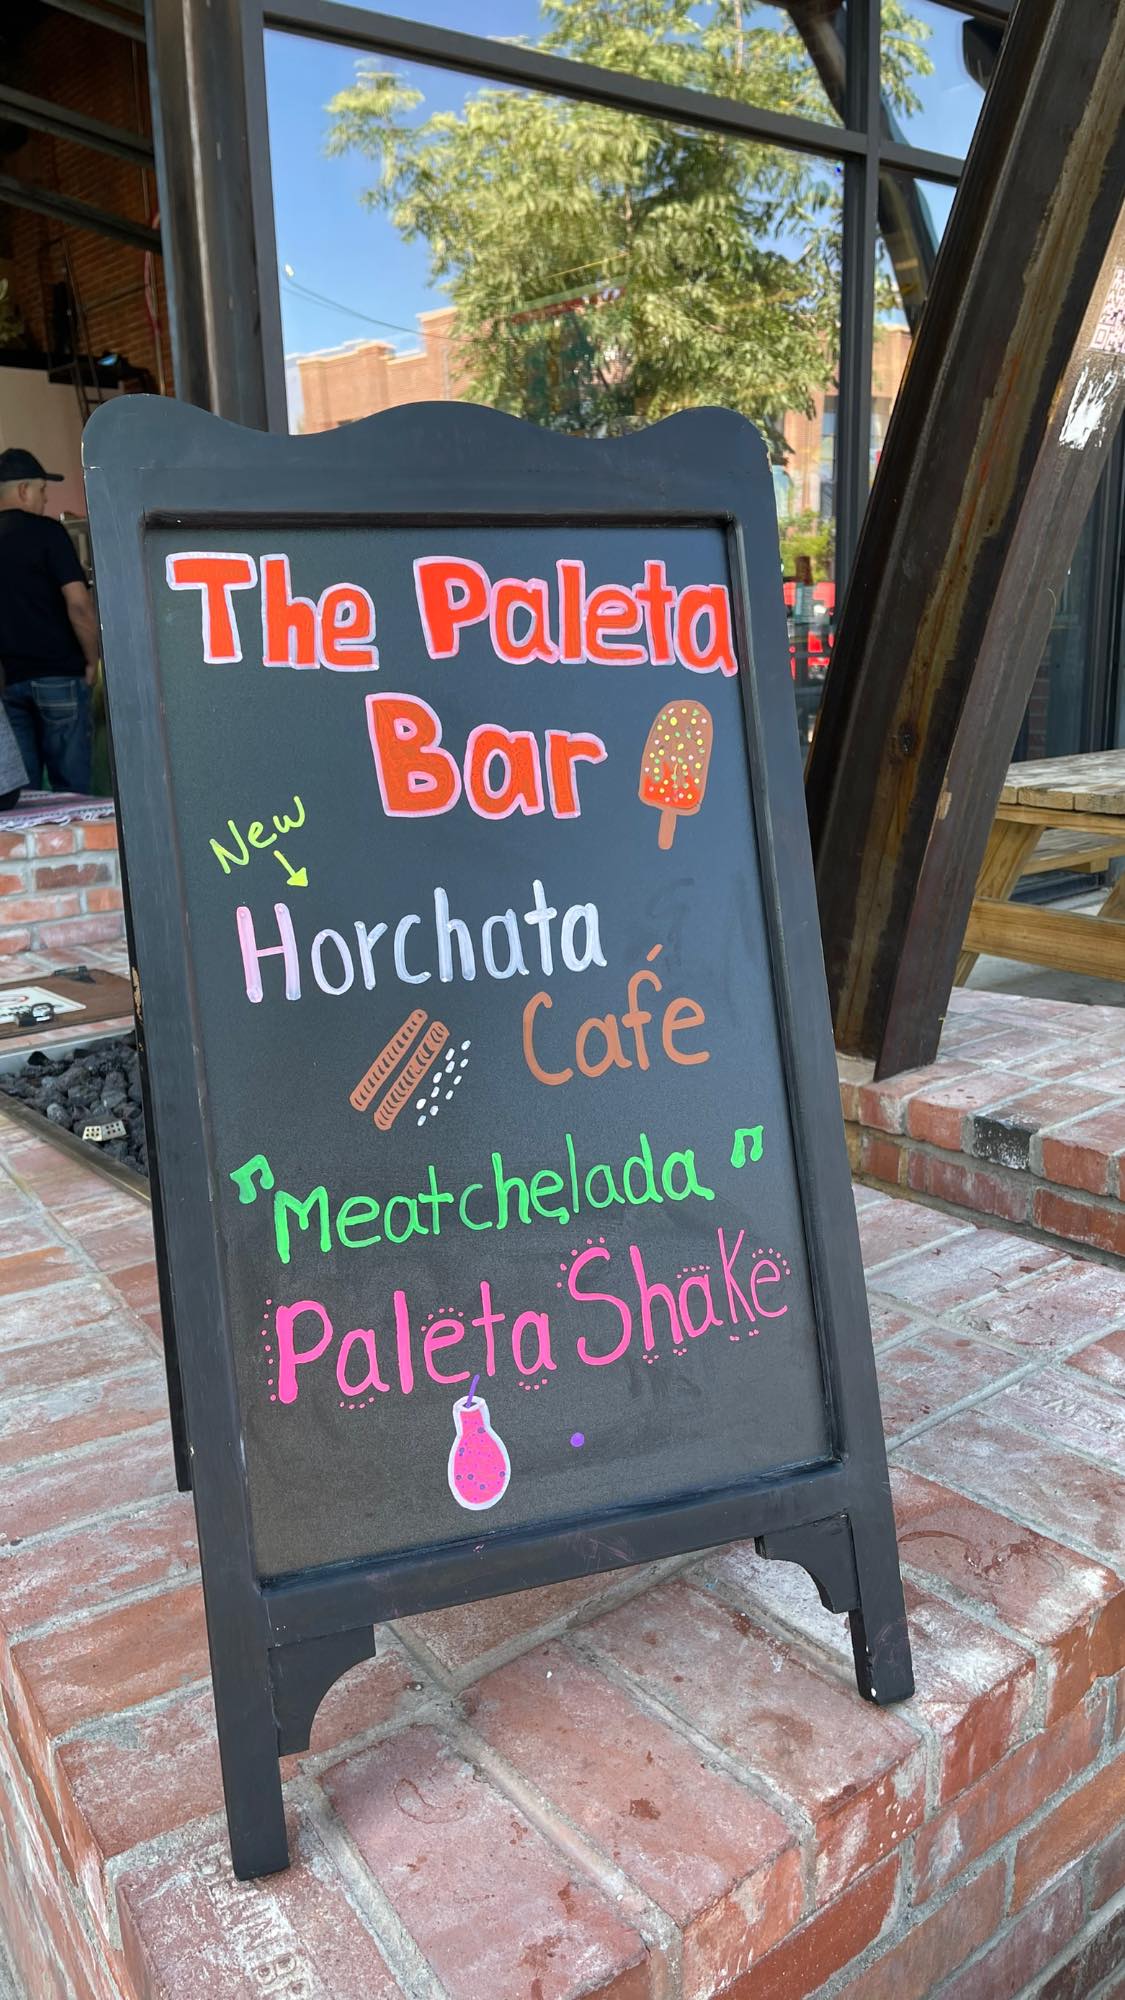 The Paleta
Bar
New
Horchata
Café
"Meatchelada"
Paleta Shake